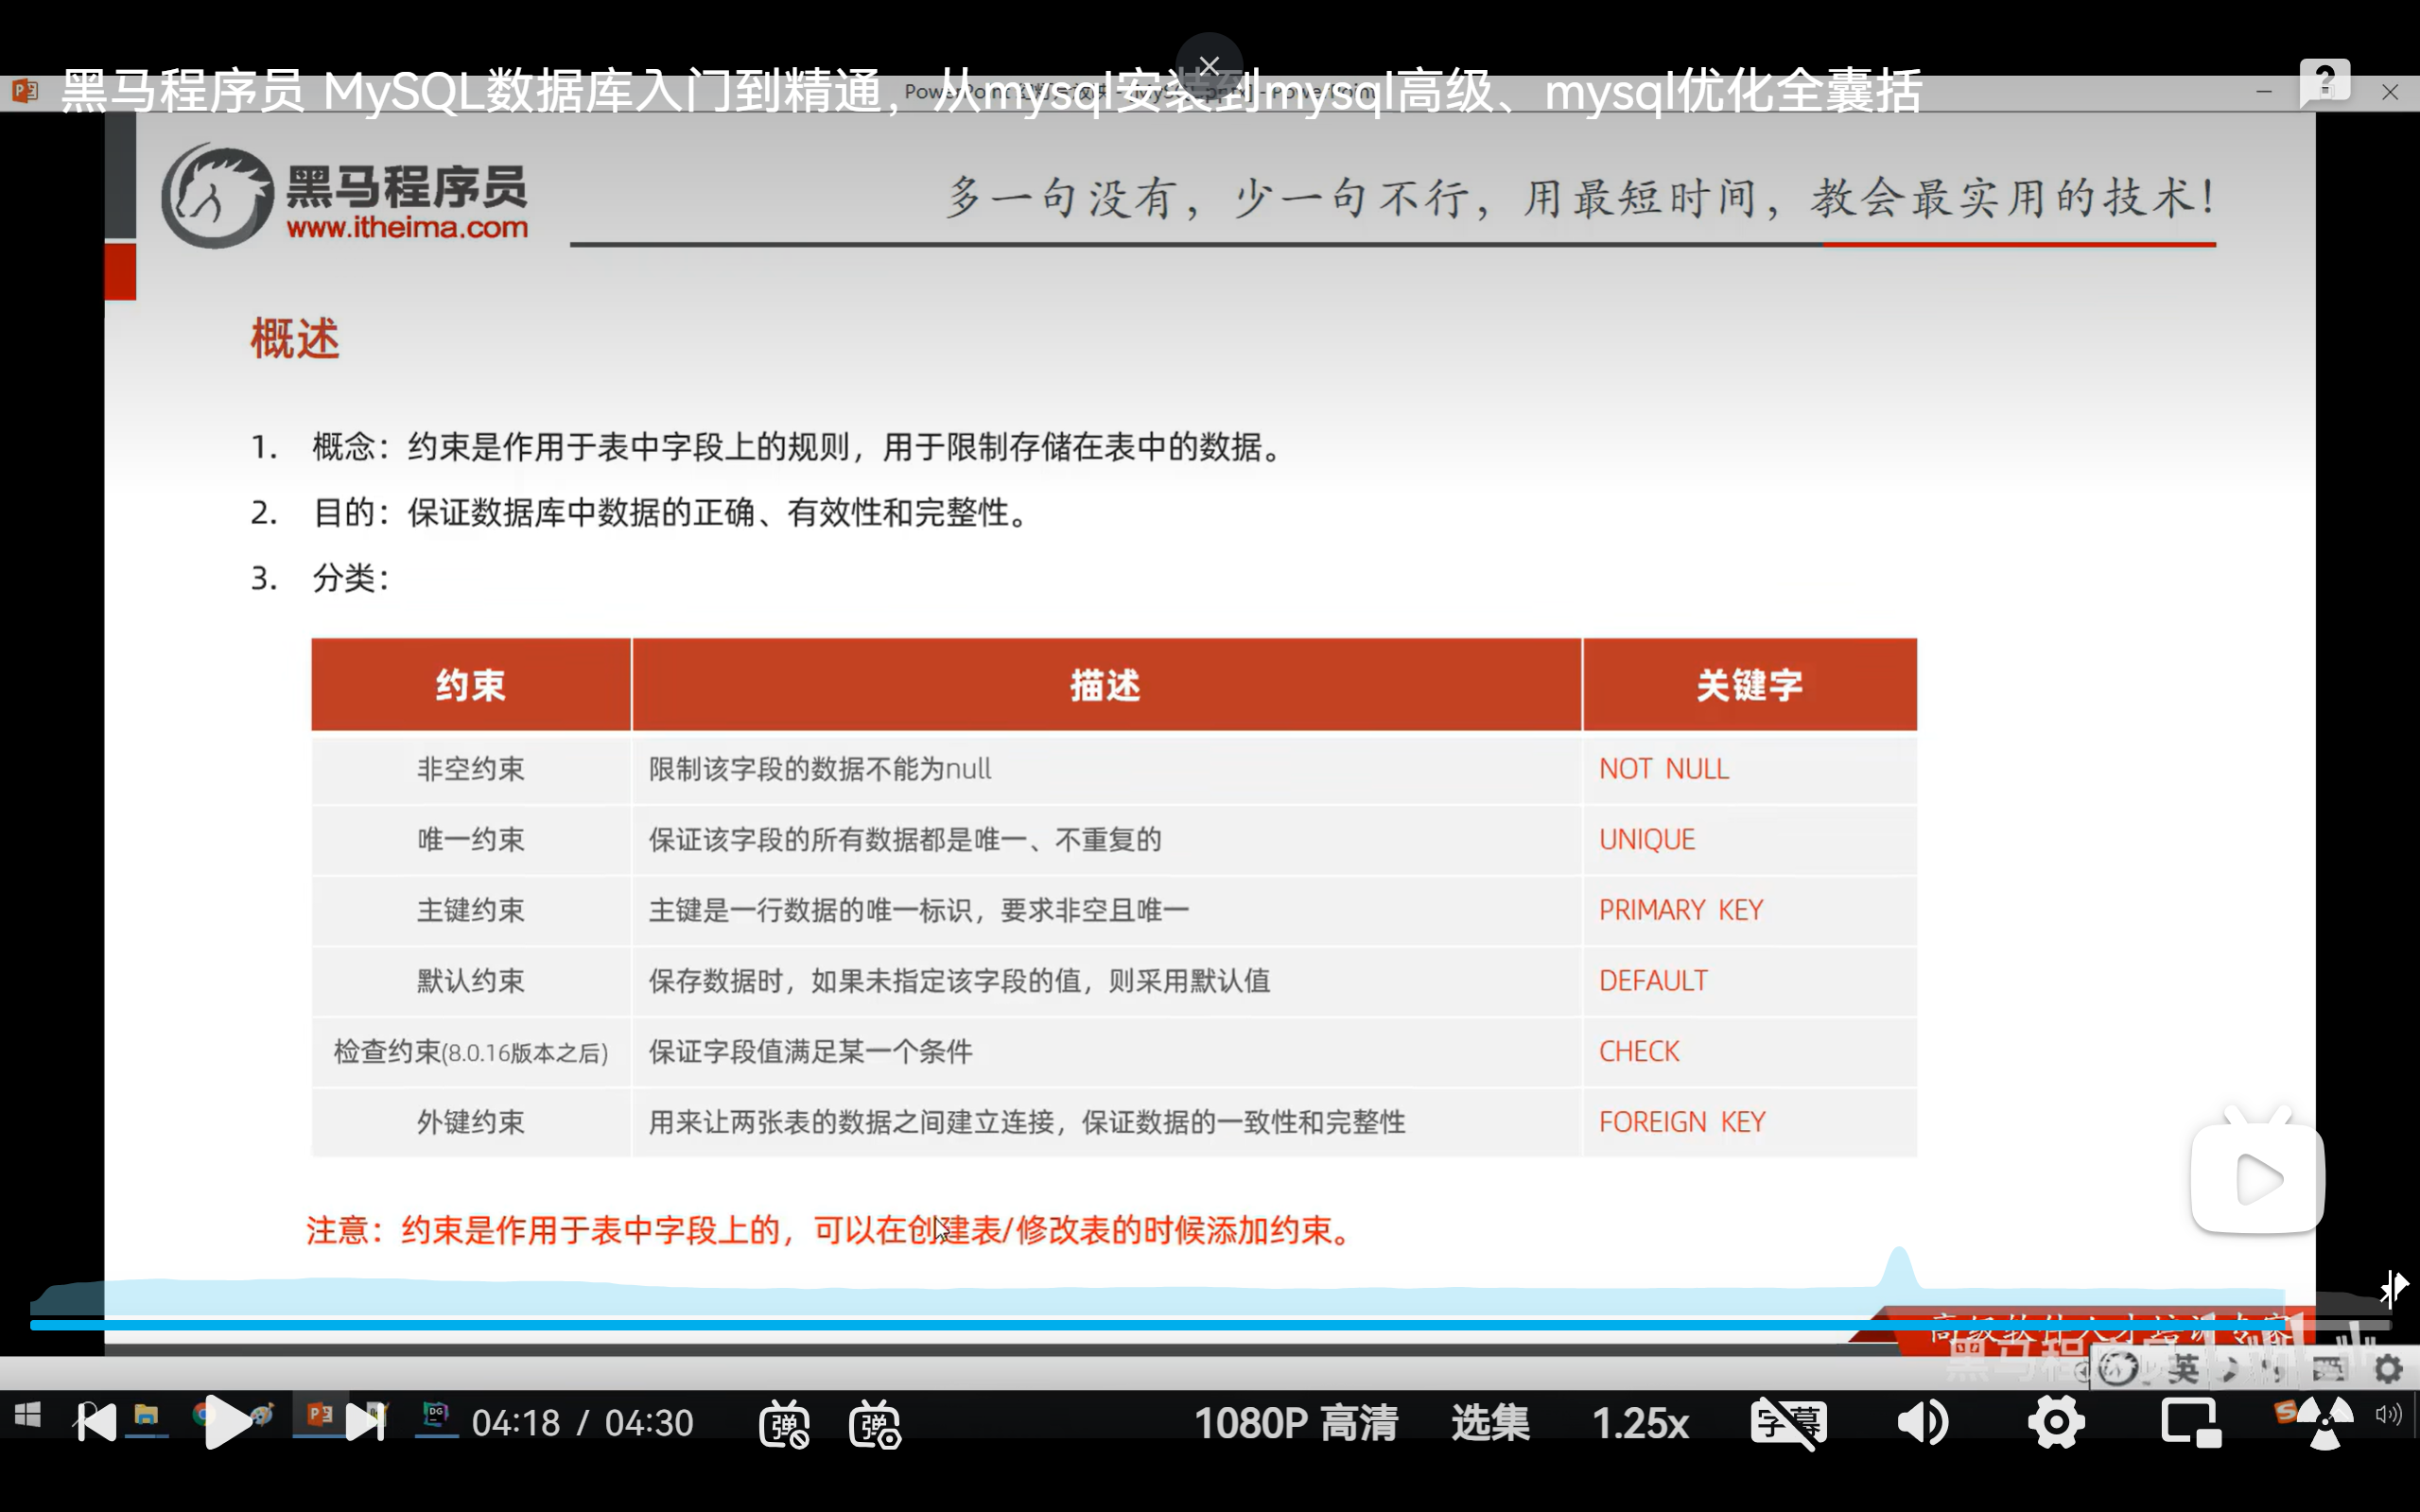 黑马程序员 MySQL数据库入门到精通，从mysql安装到mysql高级、mysql优化全囊括
黑马程序员
www.itheima.com
多一句没有，少一句不行，用最短时间，教会最实用的技术！
概述
1. 概念：约束是作用于表中字段上的规则，用于限制存储在表中的数据。
2. 目的：保证数据库中数据的正确、有效性和完整性。
3. 分类：
约束 描述 关键字
非空约束 限制该字段的数据不能为null NOT NULL
唯一约束 保证该字段的所有数据都是唯一、不重复的 UNIQUE
主键约束 主键是一行数据的唯一标识，要求非空且唯一 PRIMARY KEY
默认约束 保存数据时，如果未指定该字段的值，则采用默认值 DEFAULT
检查约束(8.0.16版本之后) 保证字段值满足某一个条件 CHECK
外键约束 用来让两张表的数据之间建立连接，保证数据的一致性和完整性 FOREIGN KEY
注意：约束是作用于表中字段上的，可以在创建表/修改表的时候添加约束。
高级软件人才培训专家
英
04:18 / 04:30 弹 弹 1080P 高清 选集 1.25x 字幕